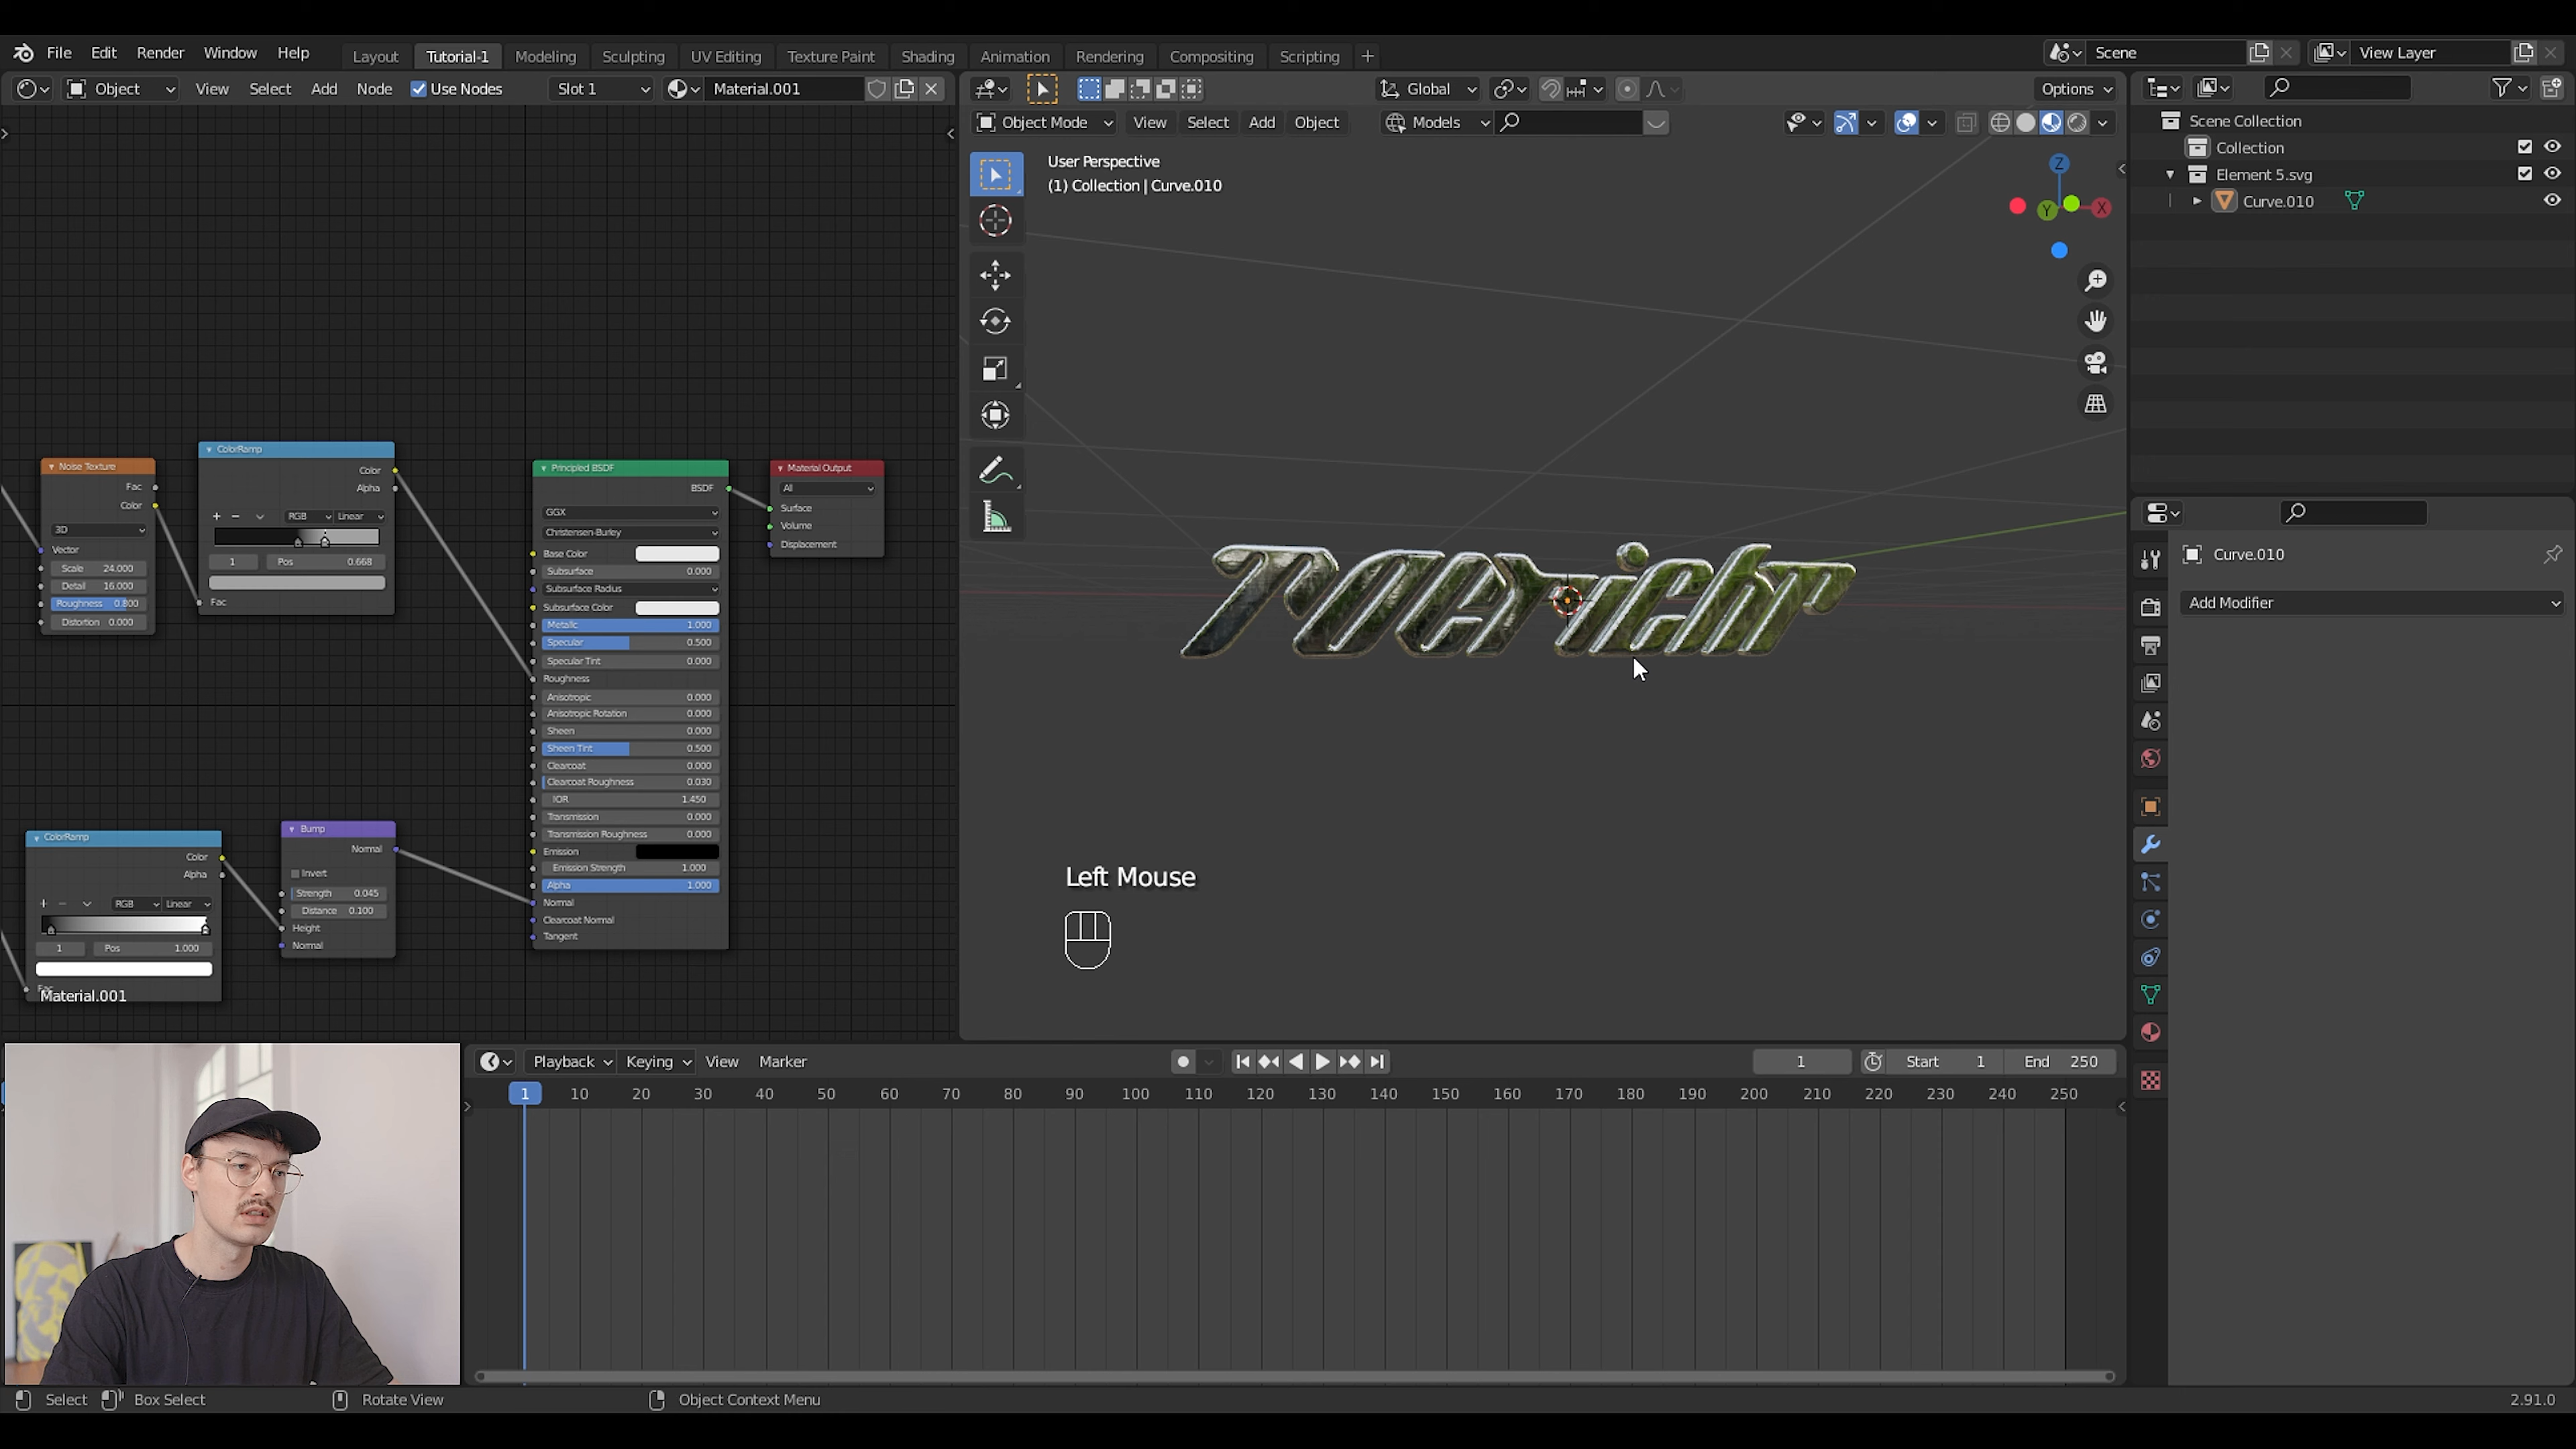 File Edit Render Window Help Layout Tutorial-1 Modeling Sculpting UV Editing Texture Paint Shading Animation Rendering Compositing Scripting + Scene View Layer
Object View Select Add Node Use Nodes Slot 1 Material.001
Global Options
Object Mode View Select Add Object Models
User Perspective
(1) Collection | Curve.010
Z
Y
X
Noise Texture
Fac
Color
3D
Vector
Scale 24.000
Detail 16.000
Roughness 0.800
Distortion 0.000
ColorRamp
Color
Alpha
RGB Linear
1 Pos 0.668
Fac
Principled BSDF
BSDF
GGX
Christensen-Burley
Base Color
Subsurface 0.000
Subsurface Radius
Subsurface Color
Metallic 1.000
Specular 0.500
Specular Tint 0.000
Roughness
Anisotropic 0.000
Anisotropic Rotation 0.000
Sheen 0.000
Sheen Tint 0.500
Clearcoat 0.000
Clearcoat Roughness 0.030
IOR 1.450
Transmission 0.000
Transmission Roughness 0.000
Emission
Emission Strength 1.000
Alpha 1.000
Normal
Clearcoat Normal
Tangent
Material Output
All
Surface
Volume
Displacement
ColorRamp
Color
Alpha
RGB Linear
1 Pos 1.000
Material.001
Bump
Normal
Invert
Strength 0.045
Distance 0.100
Height
Normal
Left Mouse
Scene Collection
Collection
Element 5.svg
Curve.010
Curve.010
Add Modifier
Playback Keying View Marker 1 Start 1 End 250
1 10 20 30 40 50 60 70 80 90 100 110 120 130 140 150 160 170 180 190 200 210 220 230 240 250
Select Box Select Rotate View Object Context Menu 2.91.0